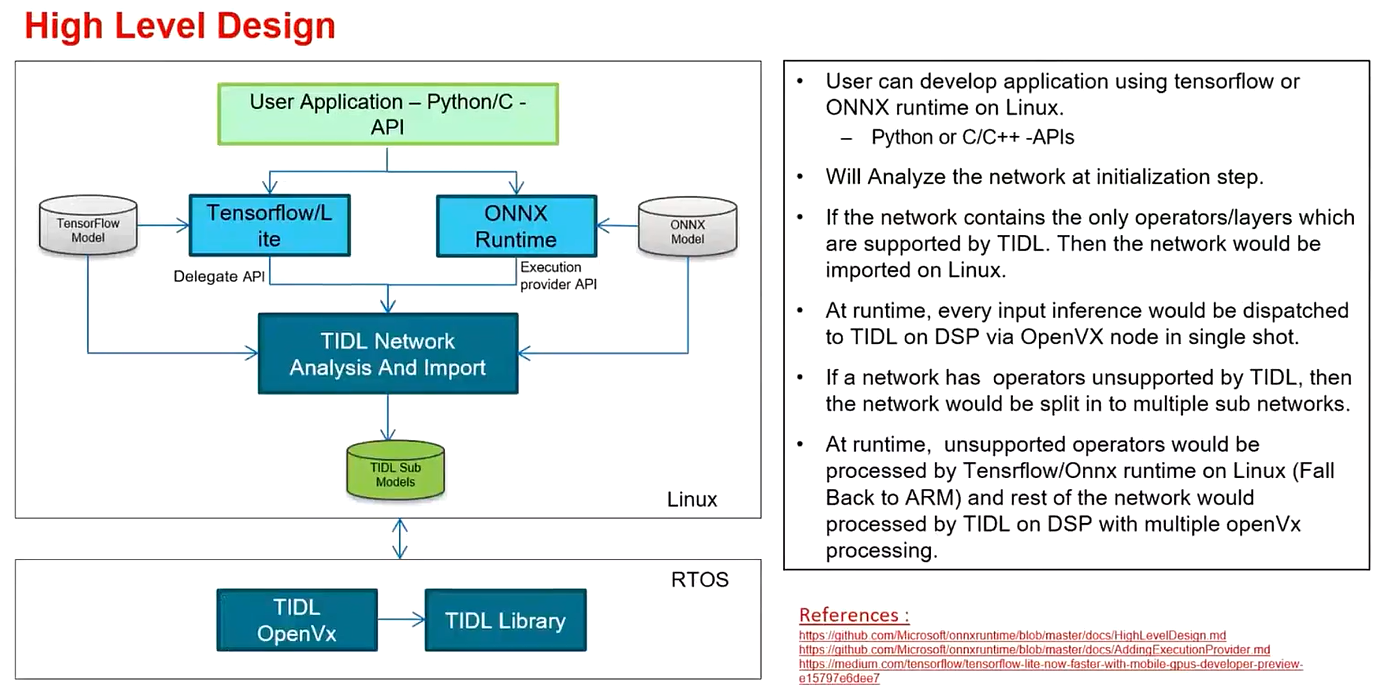 High Level Design
User Application – Python/C -
API
TensorFlow
Model
Tensorflow/L
ite
ONNX
Runtime
ONNX
Model
Delegate API
Execution
provider API
TIDL Network
Analysis And Import
TIDL Sub
Models
Linux
RTOS
TIDL
OpenVx
TIDL Library
• User can develop application using tensorflow or
ONNX runtime on Linux.
– Python or C/C++ -APIs
• Will Analyze the network at initialization step.
• If the network contains the only operators/layers which
are supported by TIDL. Then the network would be
imported on Linux.
• At runtime, every input inference would be dispatched
to TIDL on DSP via OpenVX node in single shot.
• If a network has operators unsupported by TIDL, then
the network would be split in to multiple sub networks.
• At runtime, unsupported operators would be
processed by Tensrflow/Onnx runtime on Linux (Fall
Back to ARM) and rest of the network would
processed by TIDL on DSP with multiple openVx
processing.
References :
https://github.com/Microsoft/onnxruntime/blob/master/docs/HighLevelDesign.md
https://github.com/Microsoft/onnxruntime/blob/master/docs/AddingExecutionProvider.md
https://medium.com/tensorflow/tensorflow-lite-now-faster-with-mobile-gpus-developer-preview-
e15797e6dee7